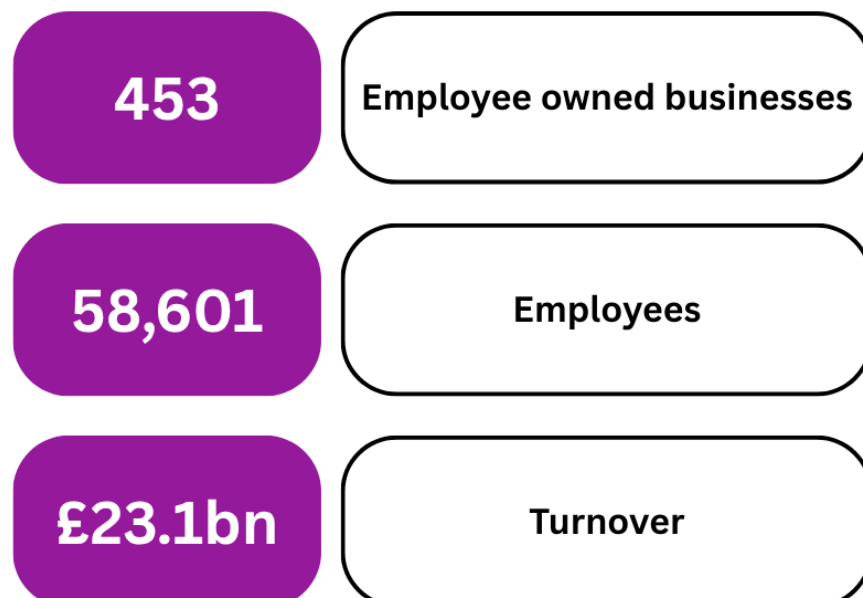 453
Employee owned businesses
58,601
Employees
£23.1bn
Turnover